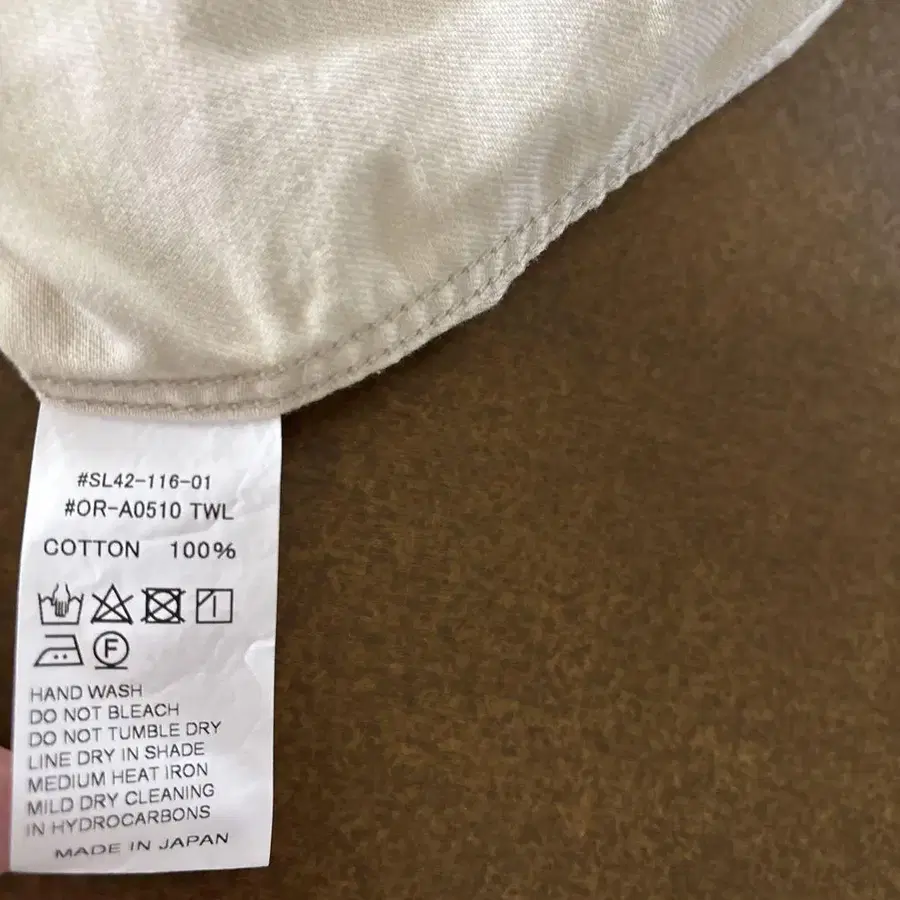 #SL42-116-01
#OR-A0510 TWL
COTTON 100%
F
HAND WASH
DO NOT BLEACH
DO NOT TUMBLE DRY
LINE DRY IN SHADE
MEDIUM HEAT IRON
MILD DRY CLEANING
IN HYDROCARBONS
MADE IN JAPAN